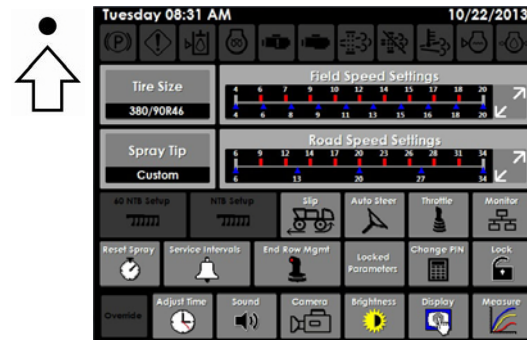 Tuesday 08:31 AM 10/22/2013
(P)
Tire Size
380/90R46
Field Speed Settings
4 6 7 9 10 12 14 15 17 18 20
4 6 8 9 11 13 15 16 18 20
Spray Tip
Custom
Road Speed Settings
6 9 12 14 17 20 23 26 28 31 34
6 13 20 27 34
60 NTB Setup NTB Setup Slip Auto Steer Throttle Monitor
Reset Spray Service Intervals End Row Mgmt Locked Parameters Change PIN Lock
Override Adjust Time Sound Camera Brightness Display Measure